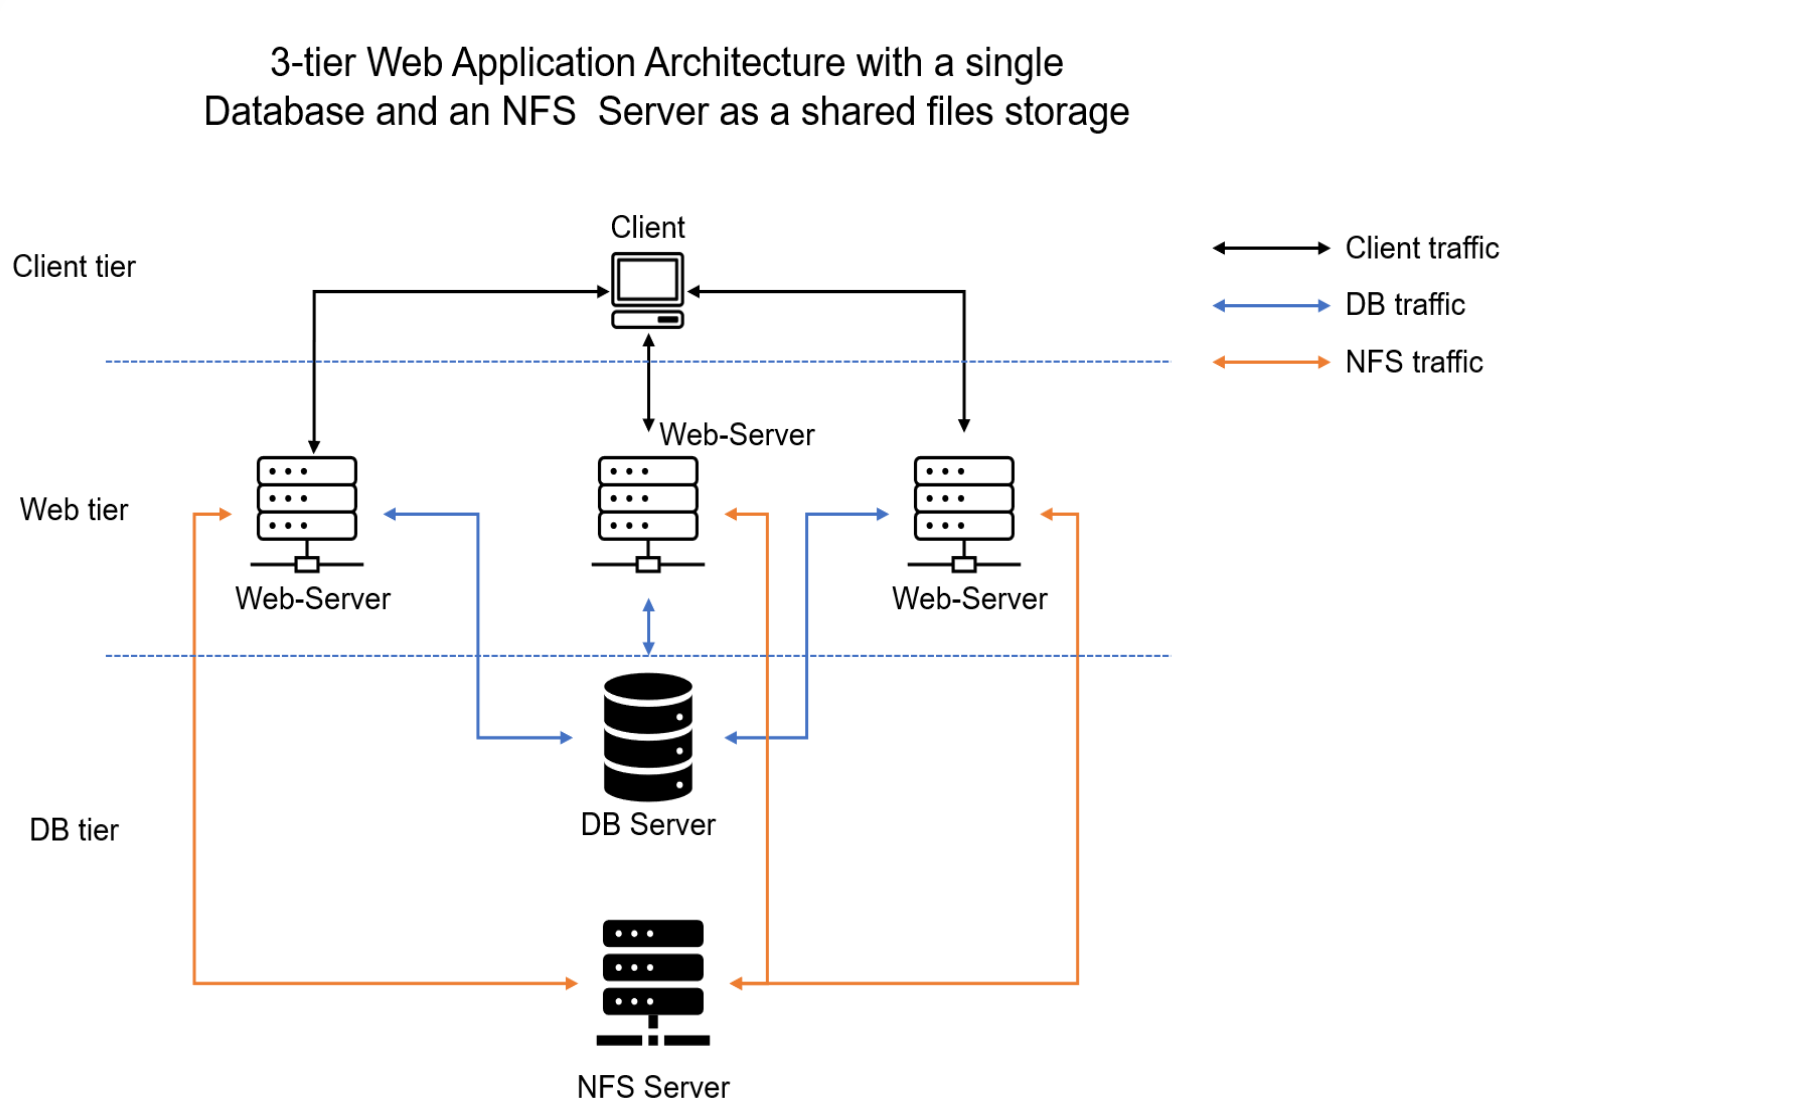 3-tier Web Application Architecture with a single
Database and an NFS Server as a shared files storage
Client
Client tier
Client traffic
DB traffic
NFS traffic
Web-Server
Web tier
Web-Server
Web-Server
DB Server
DB tier
NFS Server